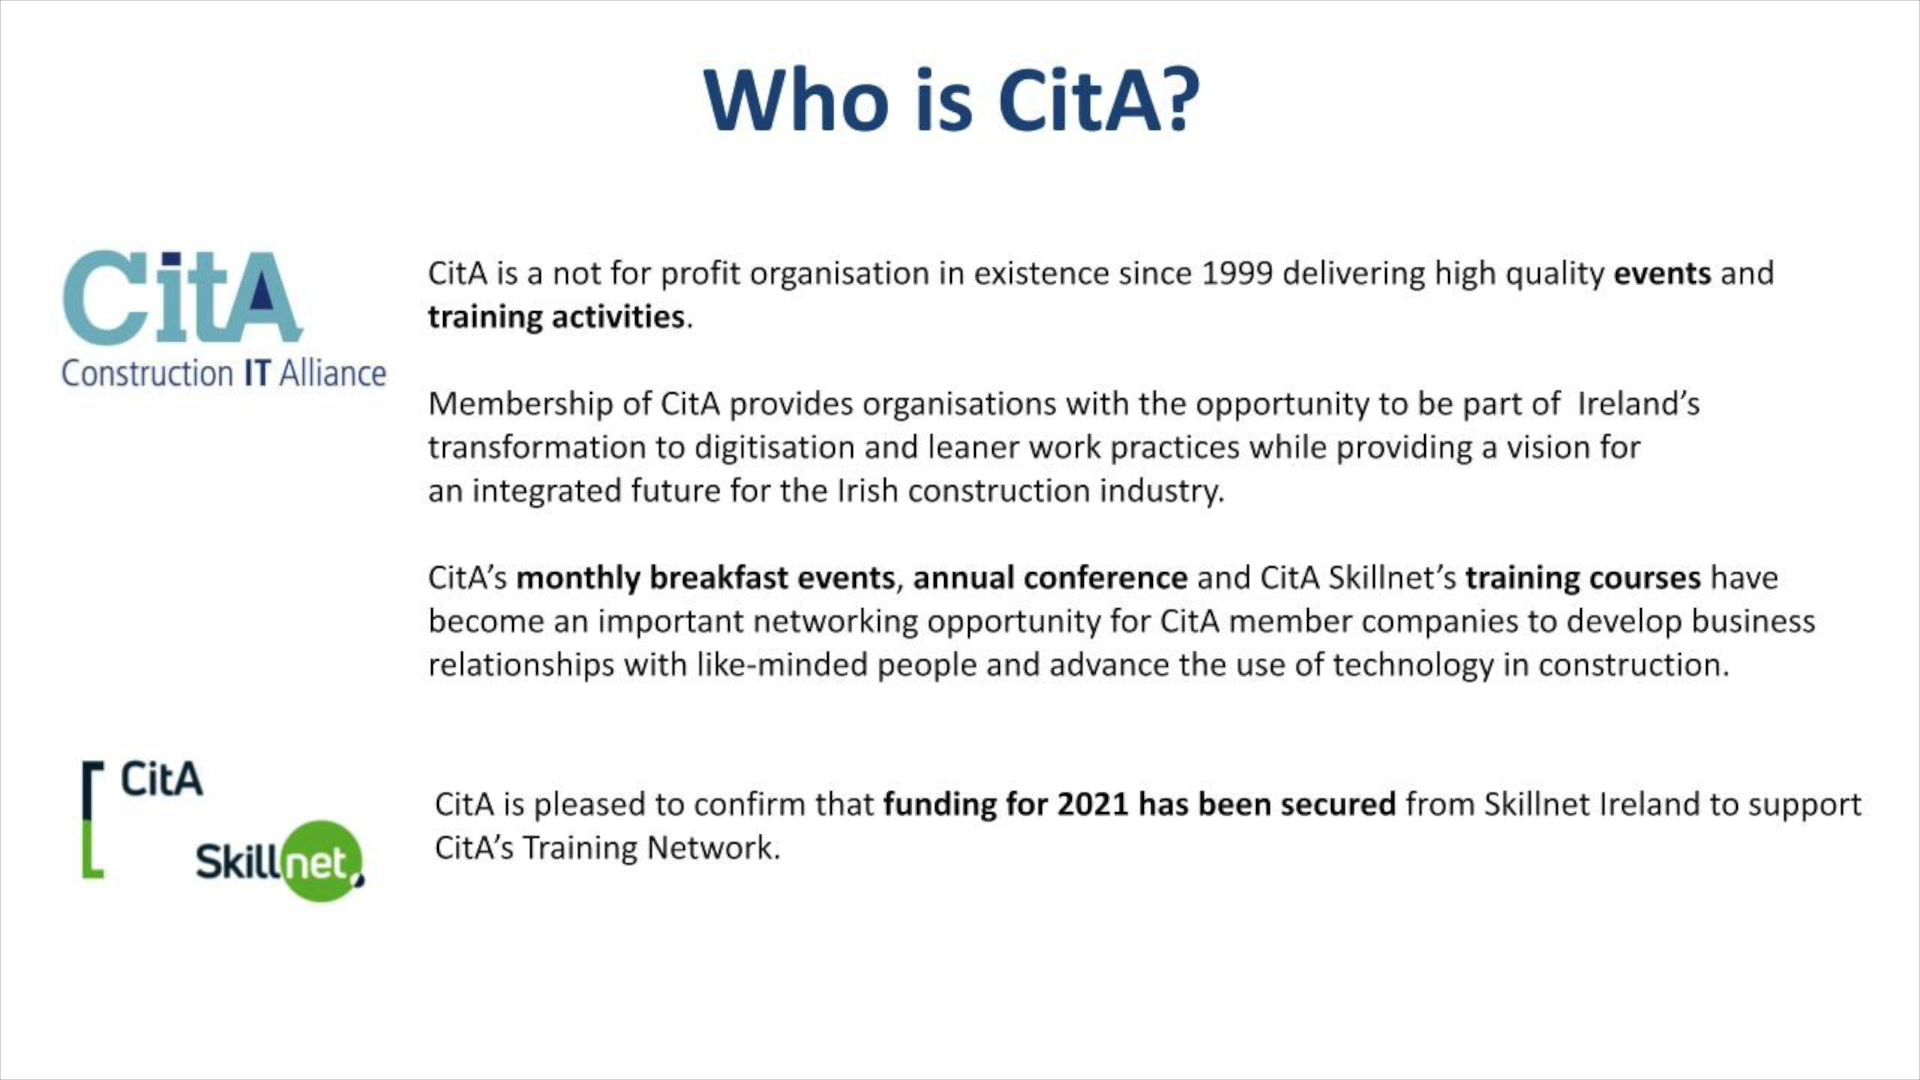 Who is CitA?
CitA
Construction IT Alliance
CitA is a not for profit organisation in existence since 1999 delivering high quality events and
training activities.
Membership of CitA provides organisations with the opportunity to be part of  Ireland’s
transformation to digitisation and leaner work practices while providing a vision for
an integrated future for the Irish construction industry.
CitA’s monthly breakfast events, annual conference and CitA Skillnet’s training courses have
become an important networking opportunity for CitA member companies to develop business
relationships with like-minded people and advance the use of technology in construction.
CitA
Skillnet
CitA is pleased to confirm that funding for 2021 has been secured from Skillnet Ireland to support
CitA’s Training Network.